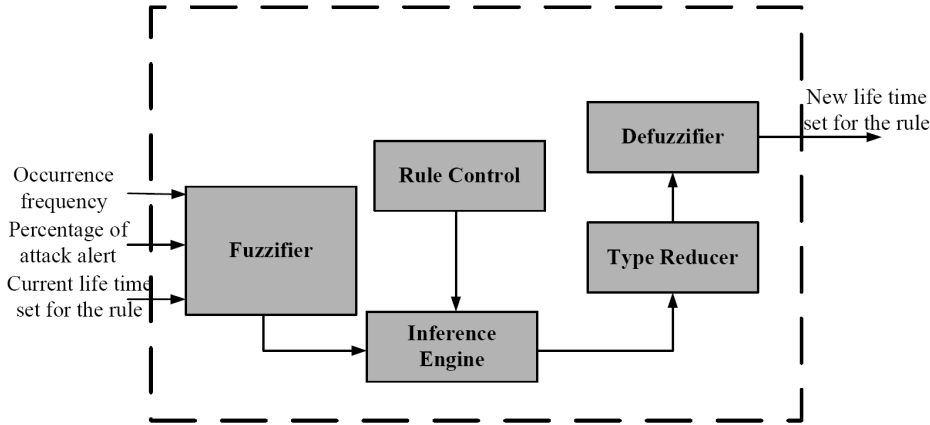 New life time
set for the rule
Defuzzifier
Rule Control
Occurrence
frequency
Percentage of
attack alert
Current life time
set for the rule
Fuzzifier
Type Reducer
Inference
Engine